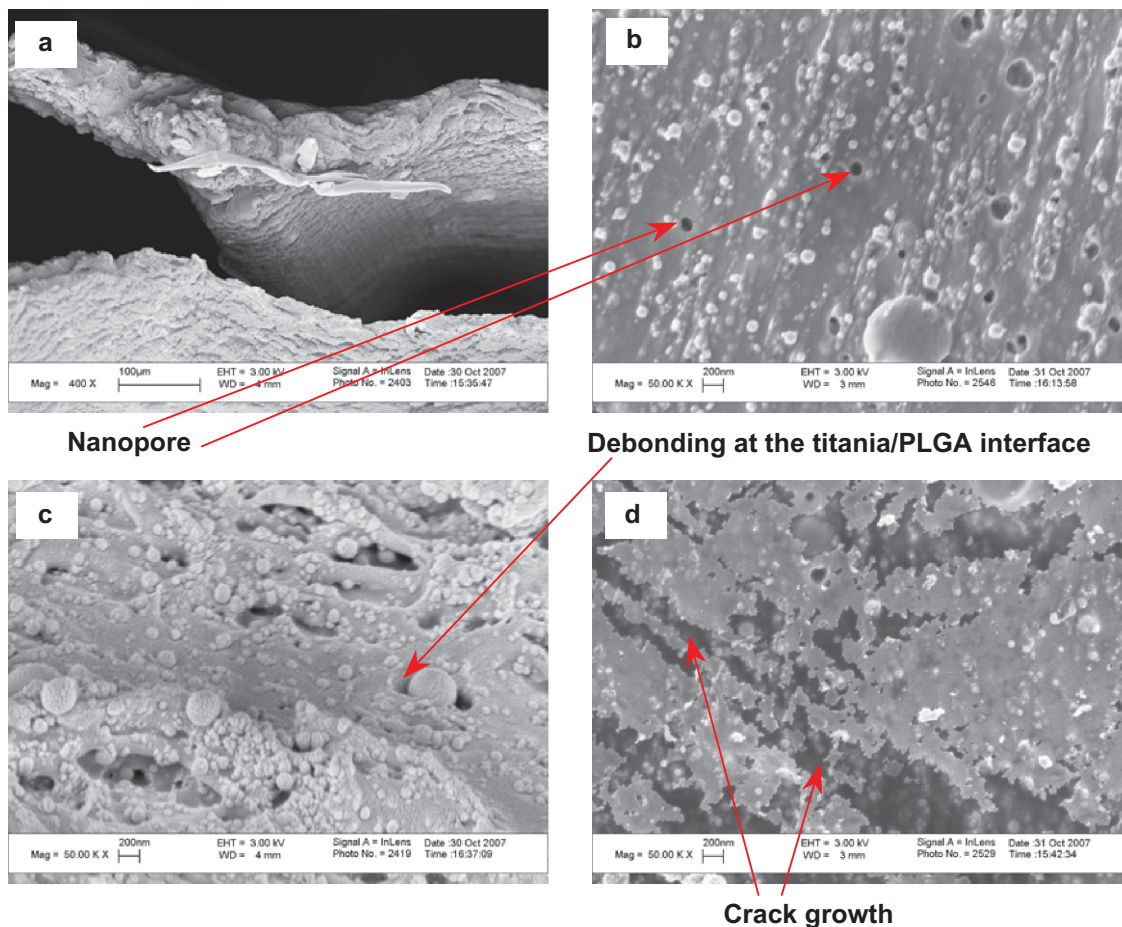 a
b
Mag = 400 X
100µm
EHT = 3.00 kV
WD = 4 mm
Signal A = InLens
Photo No. = 2403
Date :30 Oct 2007
Time :15:35:47
Mag = 50.00 K X
200nm
EHT = 3.00 kV
WD = 3 mm
Signal A = InLens
Photo No. = 2546
Date :31 Oct 2007
Time :16:13:58
Nanopore
Debonding at the titania/PLGA interface
c
d
Mag = 50.00 K X
200nm
EHT = 3.00 kV
WD = 4 mm
Signal A = InLens
Photo No. = 2419
Date :30 Oct 2007
Time :16:37:09
Mag = 50.00 K X
200nm
EHT = 3.00 kV
WD = 3 mm
Signal A = InLens
Photo No. = 2529
Date :31 Oct 2007
Time :15:42:34
Crack growth